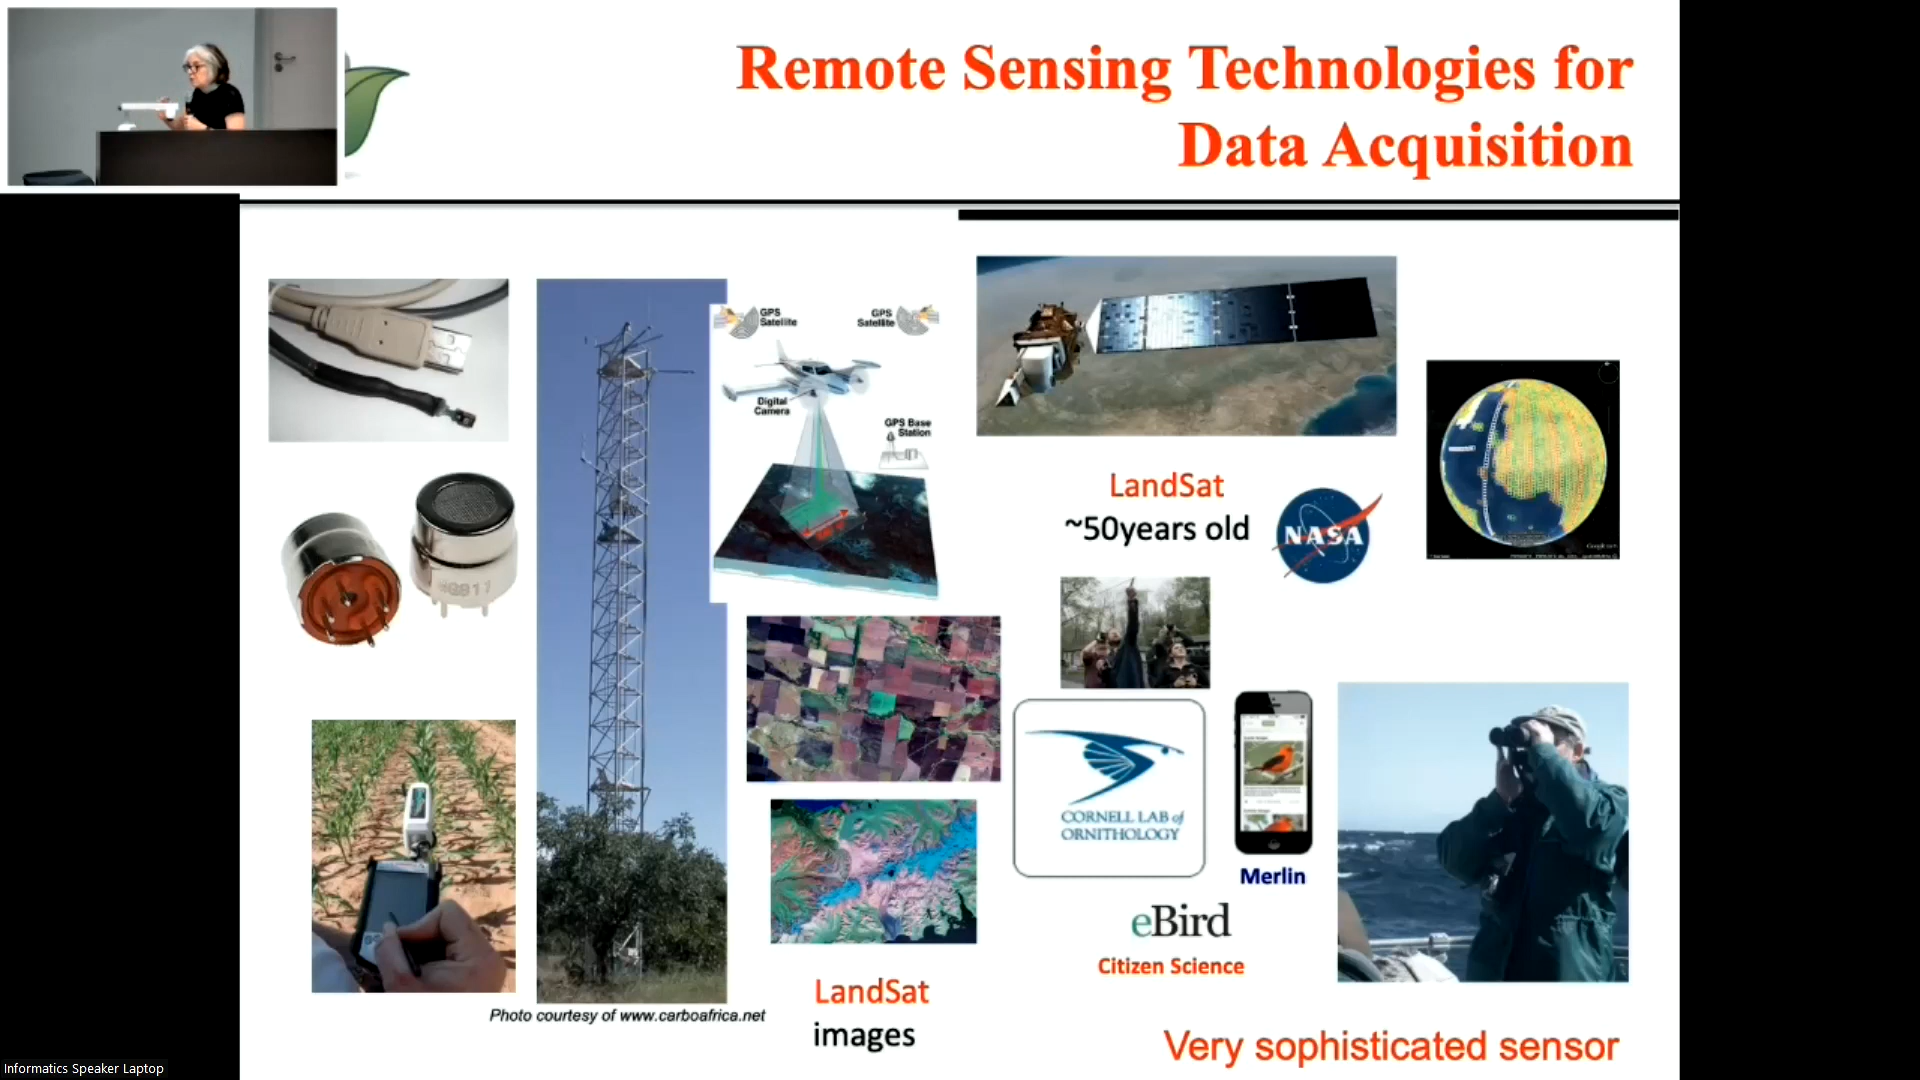 Remote Sensing Technologies for
Data Acquisition
GPS
Satellite
GPS
Satellite
Digital
Camera
GPS Base
Station
LandSat
~50years old
NASA
CORNELL LAB of
ORNITHOLOGY
Merlin
eBird
Citizen Science
LandSat
images
Photo courtesy of www.carboafrica.net
Very sophisticated sensor
Informatics Speaker Laptop